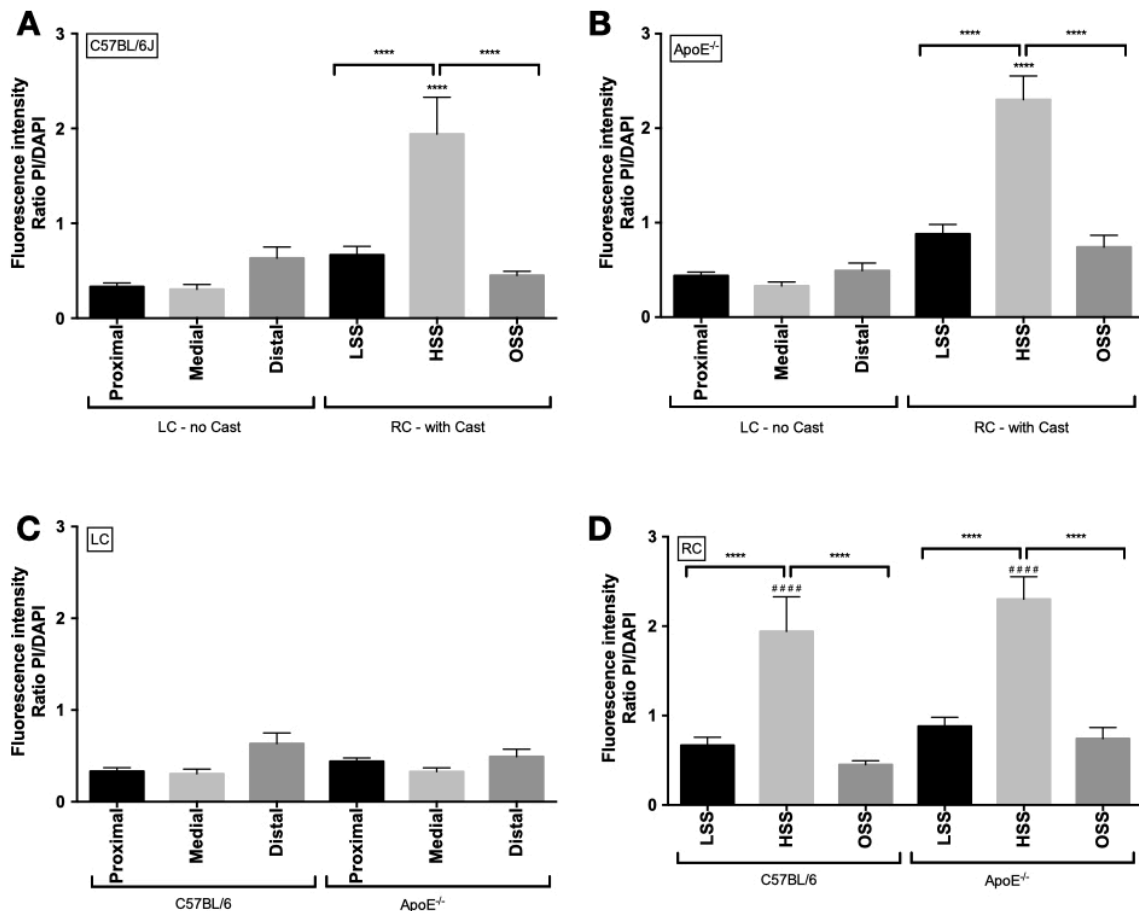 A
C57BL/6J
Fluorescence intensity
Ratio PI/DAPI
3
2
1
0
**** ****
****
Proximal
Medial
Distal
LSS
HSS
OSS
LC - no Cast
RC - with Cast
B
ApoE-/-
Fluorescence intensity
Ratio PI/DAPI
3
2
1
0
**** ****
****
Proximal
Medial
Distal
LSS
HSS
OSS
LC - no Cast
RC - with Cast
C
LC
Fluorescence intensity
Ratio PI/DAPI
3
2
1
0
Proximal
Medial
Distal
Proximal
Medial
Distal
C57BL/6
ApoE-/-
D
RC
Fluorescence intensity
Ratio PI/DAPI
3
2
1
0
**** ****
####
**** ****
####
LSS
HSS
OSS
LSS
HSS
OSS
C57BL/6
ApoE-/-